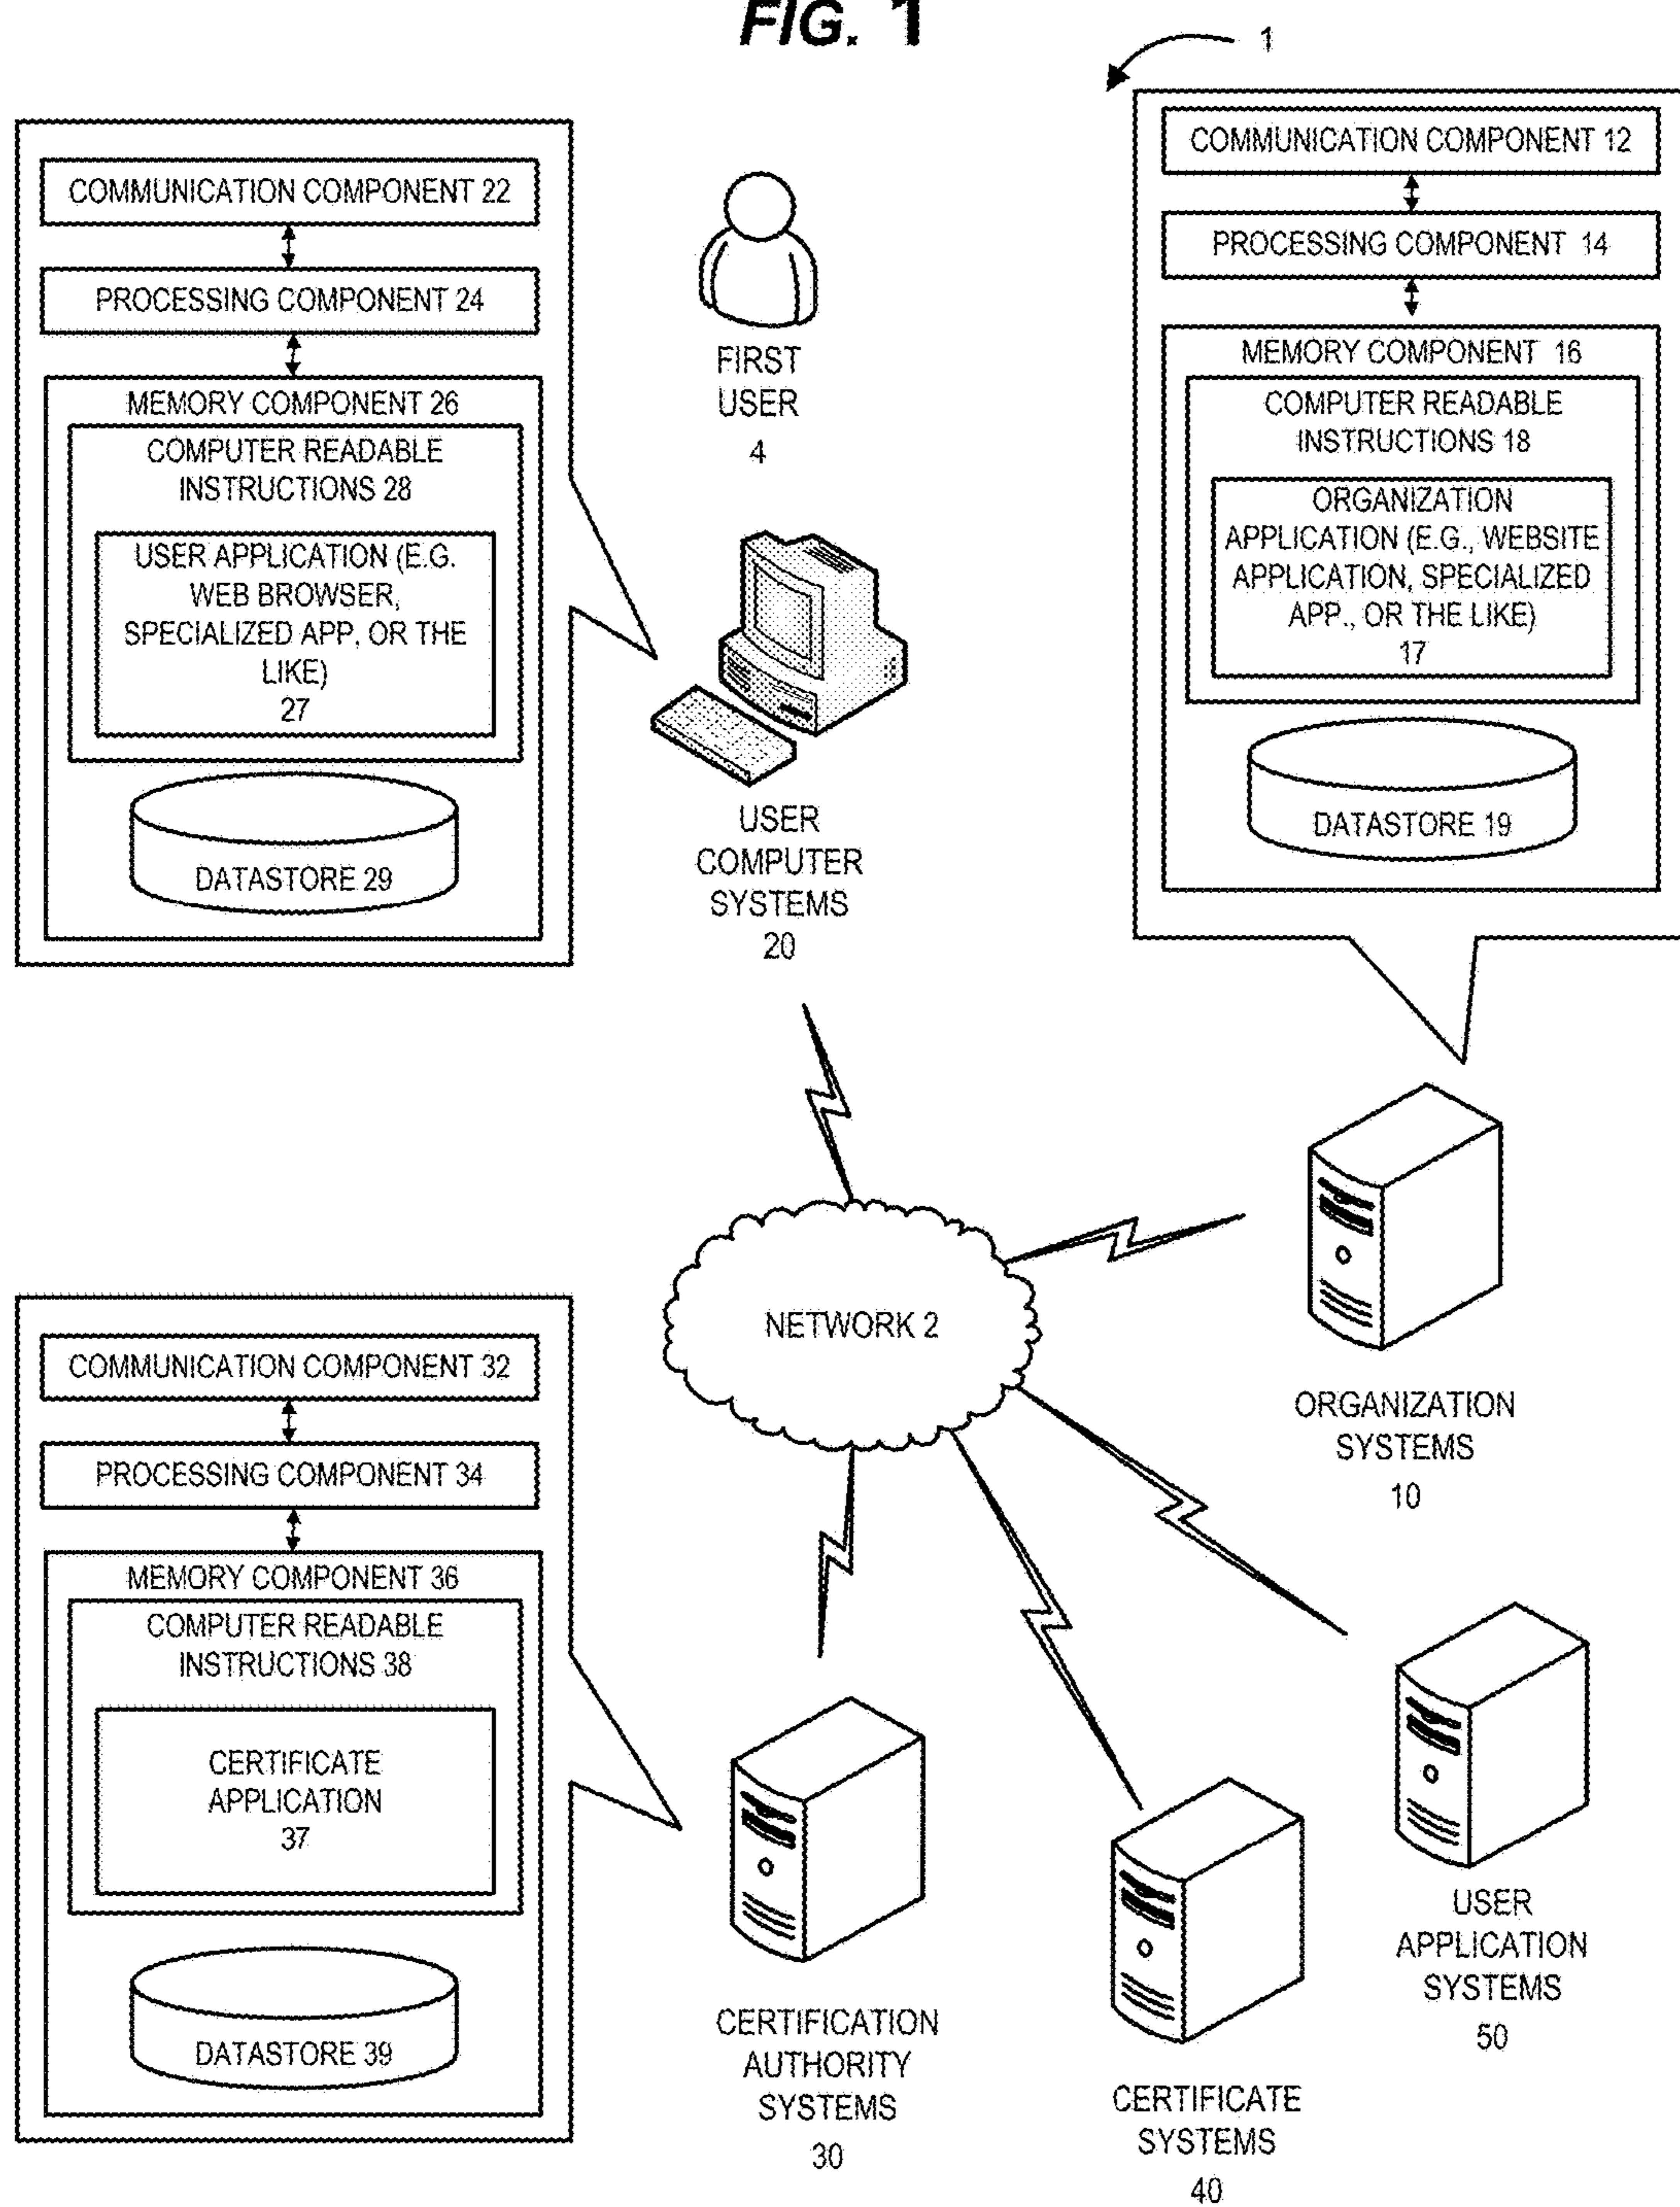 FIG. 1
1
COMMUNICATION COMPONENT 22
PROCESSING COMPONENT 24
MEMORY COMPONENT 26
COMPUTER READABLE
INSTRUCTIONS 28
USER APPLICATION (E.G.
WEB BROWSER,
SPECIALIZED APP, OR THE
LIKE)
27
DATASTORE 29
FIRST
USER
4
USER
COMPUTER
SYSTEMS
20
COMMUNICATION COMPONENT 12
PROCESSING COMPONENT 14
MEMORY COMPONENT 16
COMPUTER READABLE
INSTRUCTIONS 18
ORGANIZATION
APPLICATION (E.G., WEBSITE
APPLICATION, SPECIALIZED
APP., OR THE LIKE)
17
DATASTORE 19
NETWORK 2
ORGANIZATION
SYSTEMS
10
COMMUNICATION COMPONENT 32
PROCESSING COMPONENT 34
MEMORY COMPONENT 36
COMPUTER READABLE
INSTRUCTIONS 38
CERTIFICATE
APPLICATION
37
DATASTORE 39
CERTIFICATION
AUTHORITY
SYSTEMS
30
CERTIFICATE
SYSTEMS
40
USER
APPLICATION
SYSTEMS
50